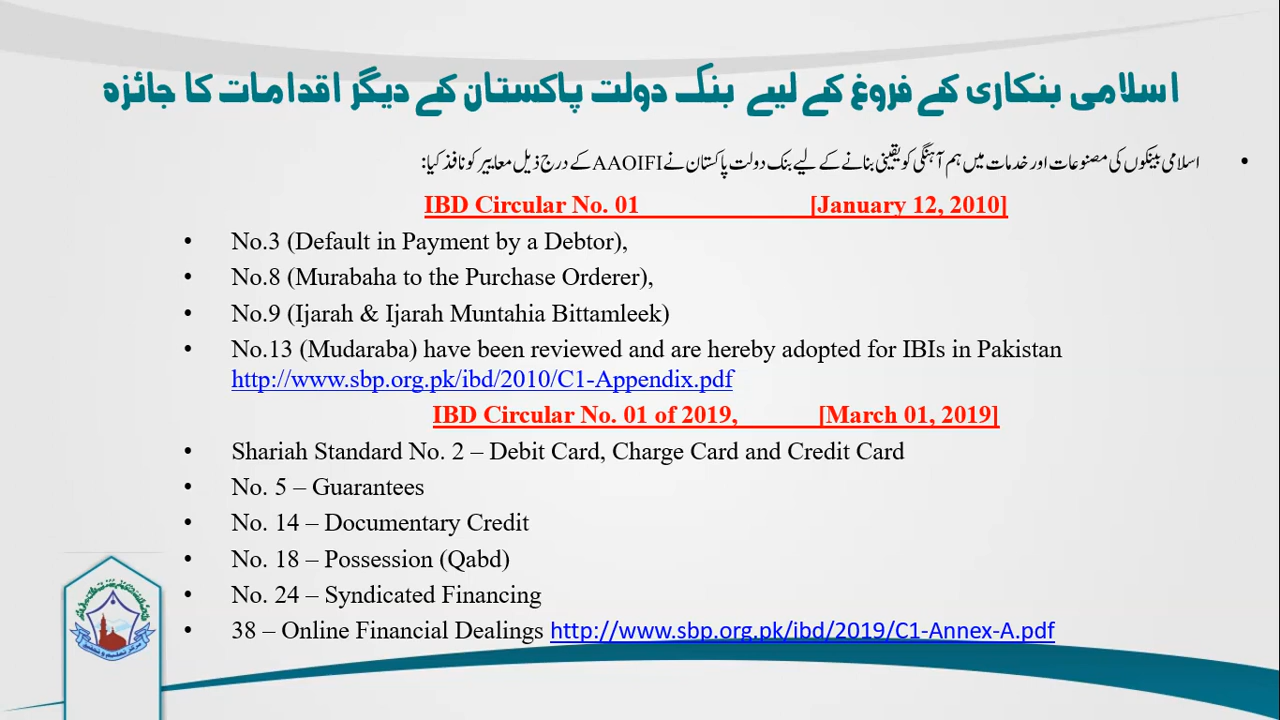 اسلامی بنکاری کے فروغ کے لیے بنک دولت پاکستان کے دیگر اقدامات کا جائزہ
• اسلامی بینکوں کی مصنوعات اور خدمات میں ہم آہنگی کو یقینی بنانے کے لیے بنک دولت پاکستان نے AAOIFI کے درج ذیل معاییر کو نافذ کیا:
IBD Circular No. 01 [January 12, 2010]
• No.3 (Default in Payment by a Debtor),
• No.8 (Murabaha to the Purchase Orderer),
• No.9 (Ijarah & Ijarah Muntahia Bittamleek)
• No.13 (Mudaraba) have been reviewed and are hereby adopted for IBIs in Pakistan
http://www.sbp.org.pk/ibd/2010/C1-Appendix.pdf
IBD Circular No. 01 of 2019, [March 01, 2019]
• Shariah Standard No. 2 – Debit Card, Charge Card and Credit Card
• No. 5 – Guarantees
• No. 14 – Documentary Credit
• No. 18 – Possession (Qabd)
• No. 24 – Syndicated Financing
• 38 – Online Financial Dealings http://www.sbp.org.pk/ibd/2019/C1-Annex-A.pdf